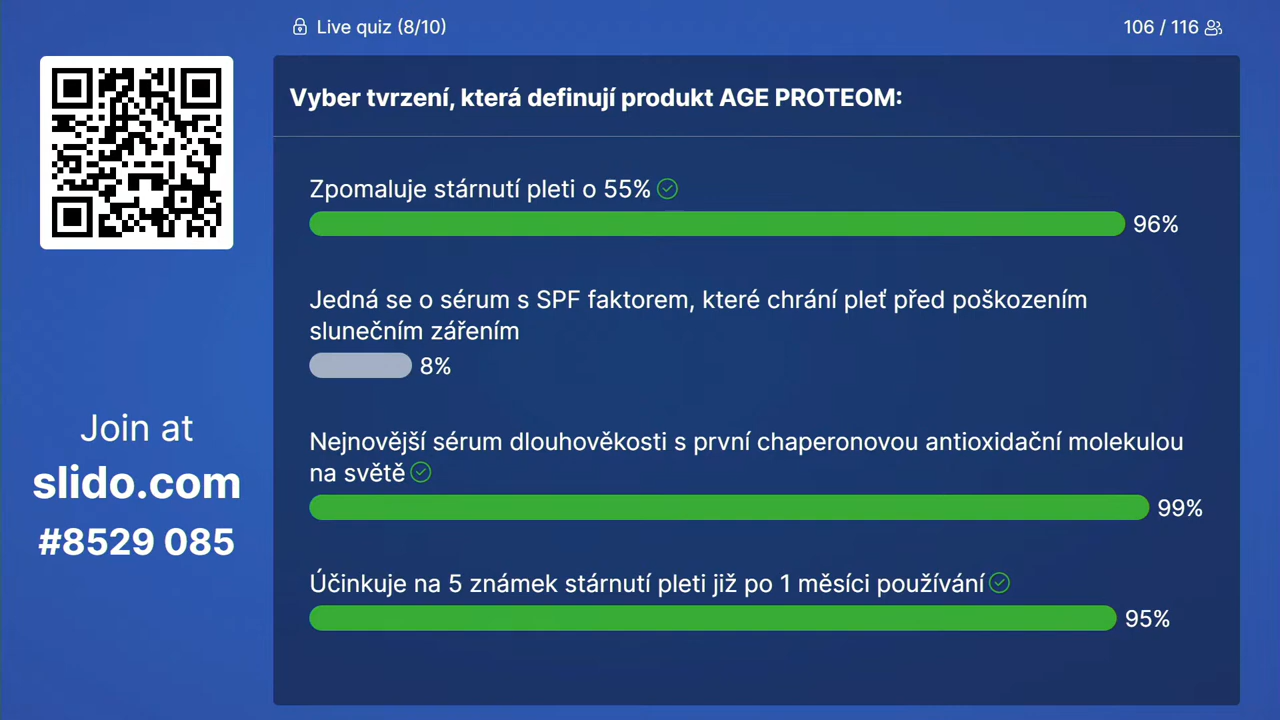 Live quiz (8/10)
106 / 116
Vyber tvrzení, která definují produkt AGE PROTEOM:
Zpomaluje stárnutí pleti o 55%
96%
Jedná se o sérum s SPF faktorem, které chrání pleť před poškozením
slunečním zářením
8%
Nejnovější sérum dlouhověkosti s první chaperonovou antioxidační molekulou
na světě
99%
Účinkuje na 5 známek stárnutí pleti již po 1 měsíci používání
95%
Join at
slido.com
#8529 085